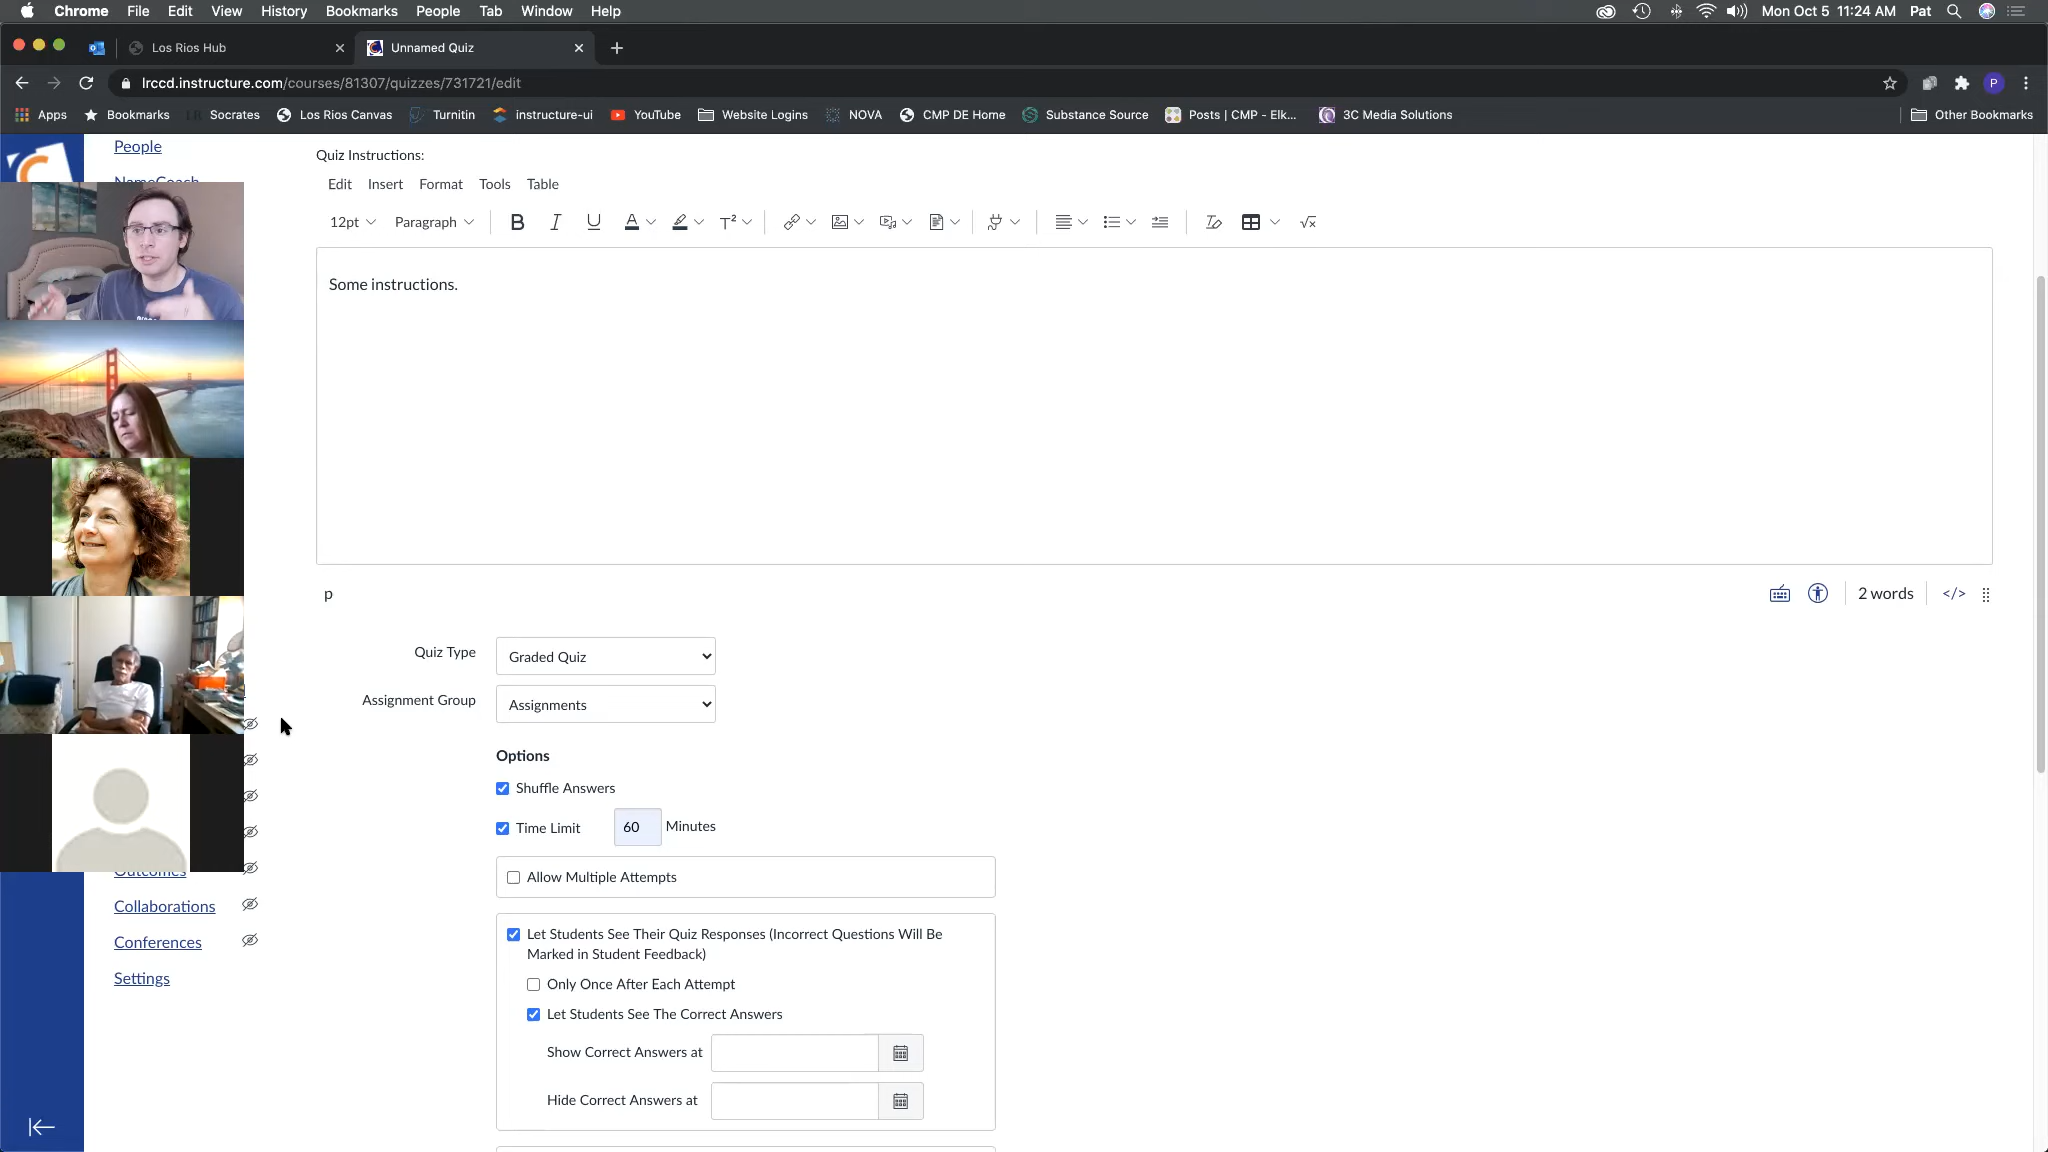 Chrome File Edit View History Bookmarks People Tab Window Help Mon Oct 5 11:24 AM Pat
Los Rios Hub Unnamed Quiz
lrccd.instructure.com/courses/81307/quizzes/731721/edit P
Apps Bookmarks LR Socrates Los Rios Canvas Turnitin instructure-ui YouTube Website Logins NOVA CMP DE Home Substance Source Posts | CMP - Elk... 3C Media Solutions Other Bookmarks
People
NameCoach
Quiz Instructions:
Edit Insert Format Tools Table
12pt Paragraph B I U A T² √x
Some instructions.
p 2 words </>
Quiz Type Graded Quiz
Assignment Group Assignments
Options
Shuffle Answers
Time Limit 60 Minutes
Allow Multiple Attempts
Let Students See Their Quiz Responses (Incorrect Questions Will Be
Marked in Student Feedback)
Only Once After Each Attempt
Let Students See The Correct Answers
Show Correct Answers at
Hide Correct Answers at
Outcomes
Collaborations
Conferences
Settings